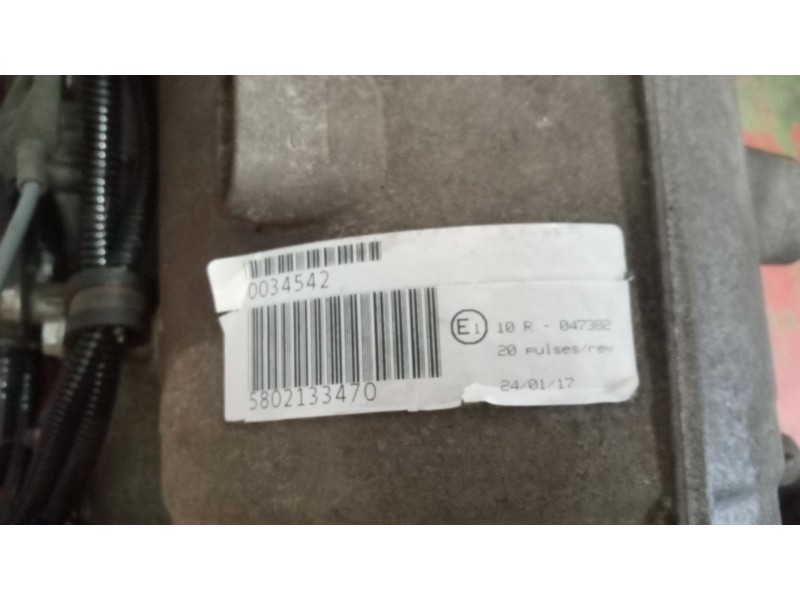 0034542
5802133470
E1 10 R - 047382
20 pulses/rev
24/01/17